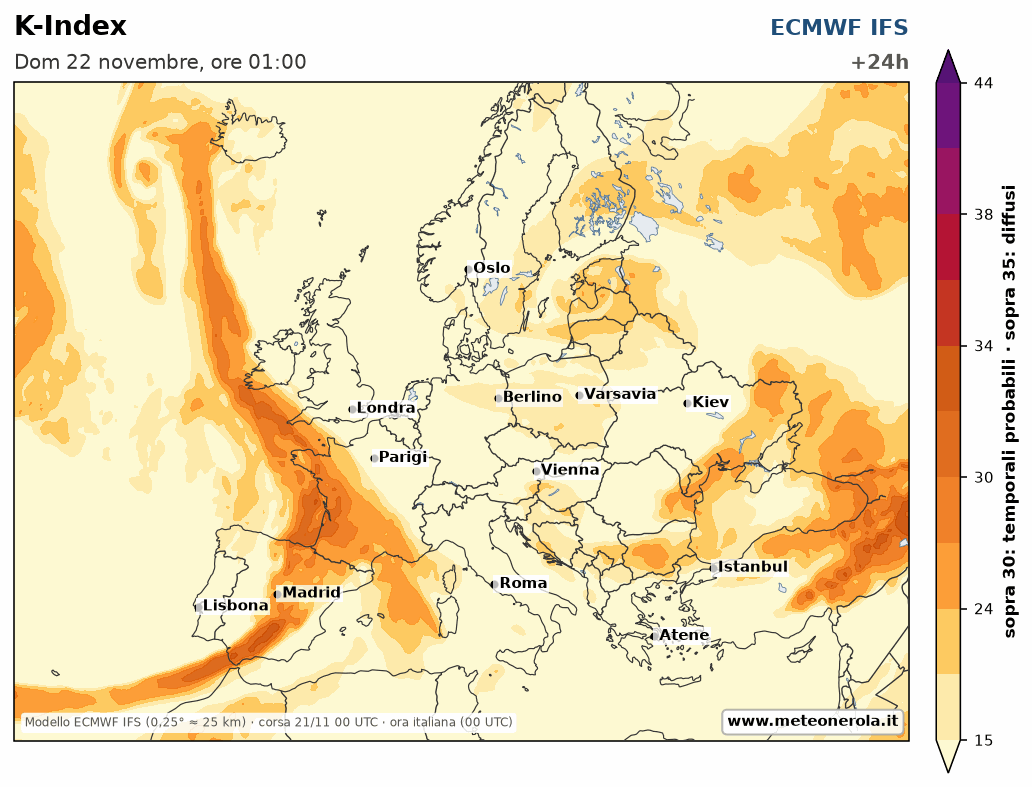 K-Index
ECMWF IFS
Dom 22 novembre, ore 01:00
+24h
44
38
34
30
24
15
sopra 30: temporali probabili · sopra 35: diffusi
Oslo
Londra
Berlino
Varsavia
Kiev
Parigi
Vienna
Istanbul
Roma
Madrid
Lisbona
Atene
Modello ECMWF IFS (0,25° ≈ 25 km) · corsa 21/11 00 UTC · ora italiana (00 UTC)
www.meteonerola.it